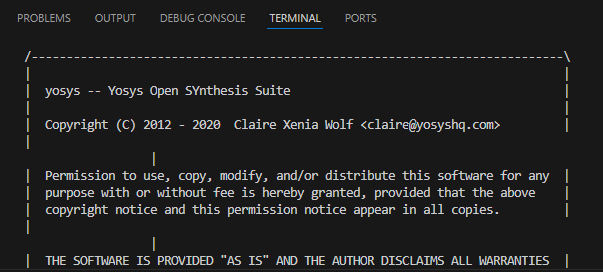 PROBLEMS OUTPUT DEBUG CONSOLE TERMINAL PORTS
/----------------------------------------------------------------------------\
|                                                                            |
|  yosys -- Yosys Open SYnthesis Suite                                       |
|                                                                            |
|  Copyright (C) 2012 - 2020  Claire Xenia Wolf <claire@yosyshq.com>         |
|
                  |
|  Permission to use, copy, modify, and/or distribute this software for any  |
|  purpose with or without fee is hereby granted, provided that the above    |
|  copyright notice and this permission notice appear in all copies.         |
|
                  |
|  THE SOFTWARE IS PROVIDED "AS IS" AND THE AUTHOR DISCLAIMS ALL WARRANTIES  |